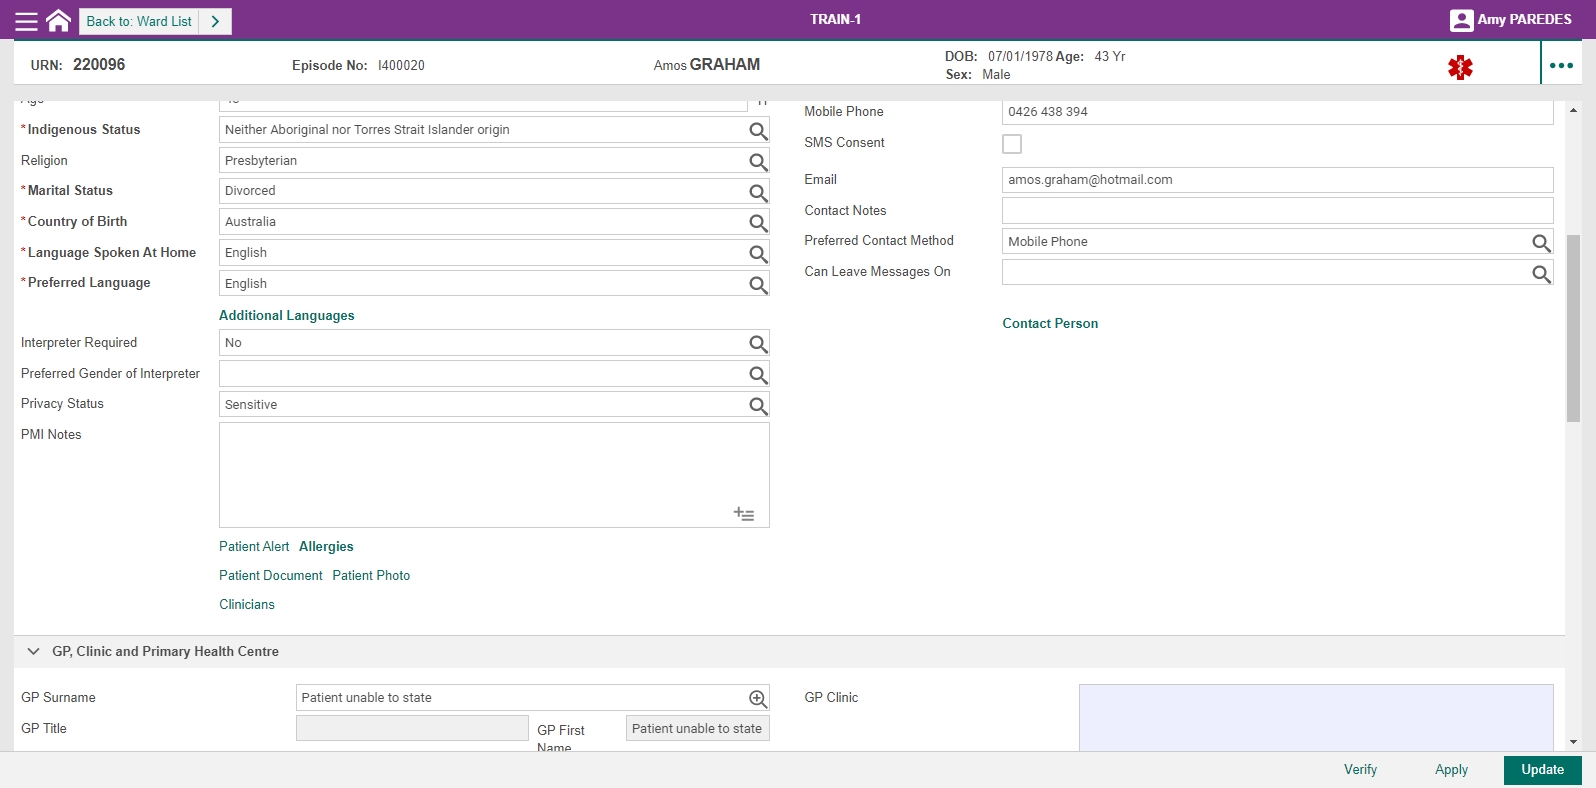 Back to: Ward List
TRAIN-1
Amy PAREDES
URN: 220096
Episode No: I400020
Amos GRAHAM
DOB: 07/01/1978 Age: 43 Yr
Sex: Male
Mobile Phone 0426 438 394
*Indigenous Status Neither Aboriginal nor Torres Strait Islander origin
SMS Consent
Religion Presbyterian
Email amos.graham@hotmail.com
*Marital Status Divorced
Contact Notes
*Country of Birth Australia
Preferred Contact Method Mobile Phone
*Language Spoken At Home English
Can Leave Messages On
*Preferred Language English
Additional Languages
Contact Person
Interpreter Required No
Preferred Gender of Interpreter
Privacy Status Sensitive
PMI Notes
Patient Alert Allergies
Patient Document Patient Photo
Clinicians
GP, Clinic and Primary Health Centre
GP Surname Patient unable to state
GP Clinic
GP Title
GP First Name Patient unable to state
Verify
Apply
Update